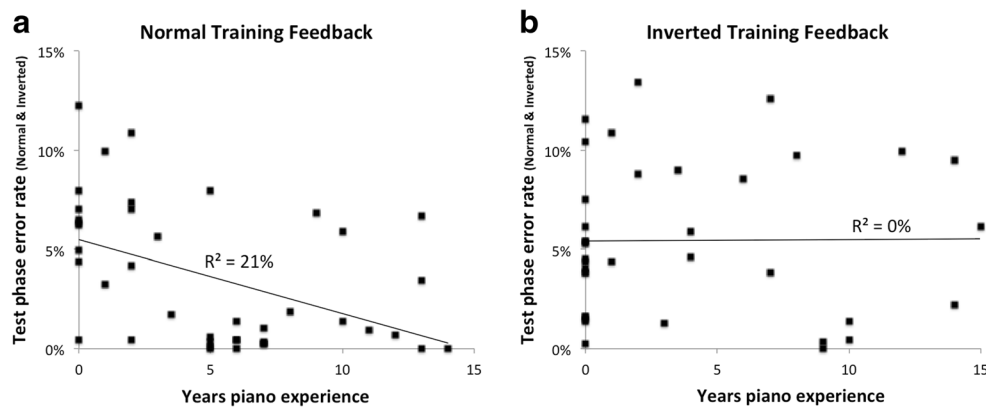 a
Normal Training Feedback
Test phase error rate (Normal & Inverted)
15%
10%
5%
0%
R² = 21%
0 5 10 15
Years piano experience
b
Inverted Training Feedback
Test phase error rate (Normal & Inverted)
15%
10%
5%
0%
R² = 0%
0 5 10 15
Years piano experience